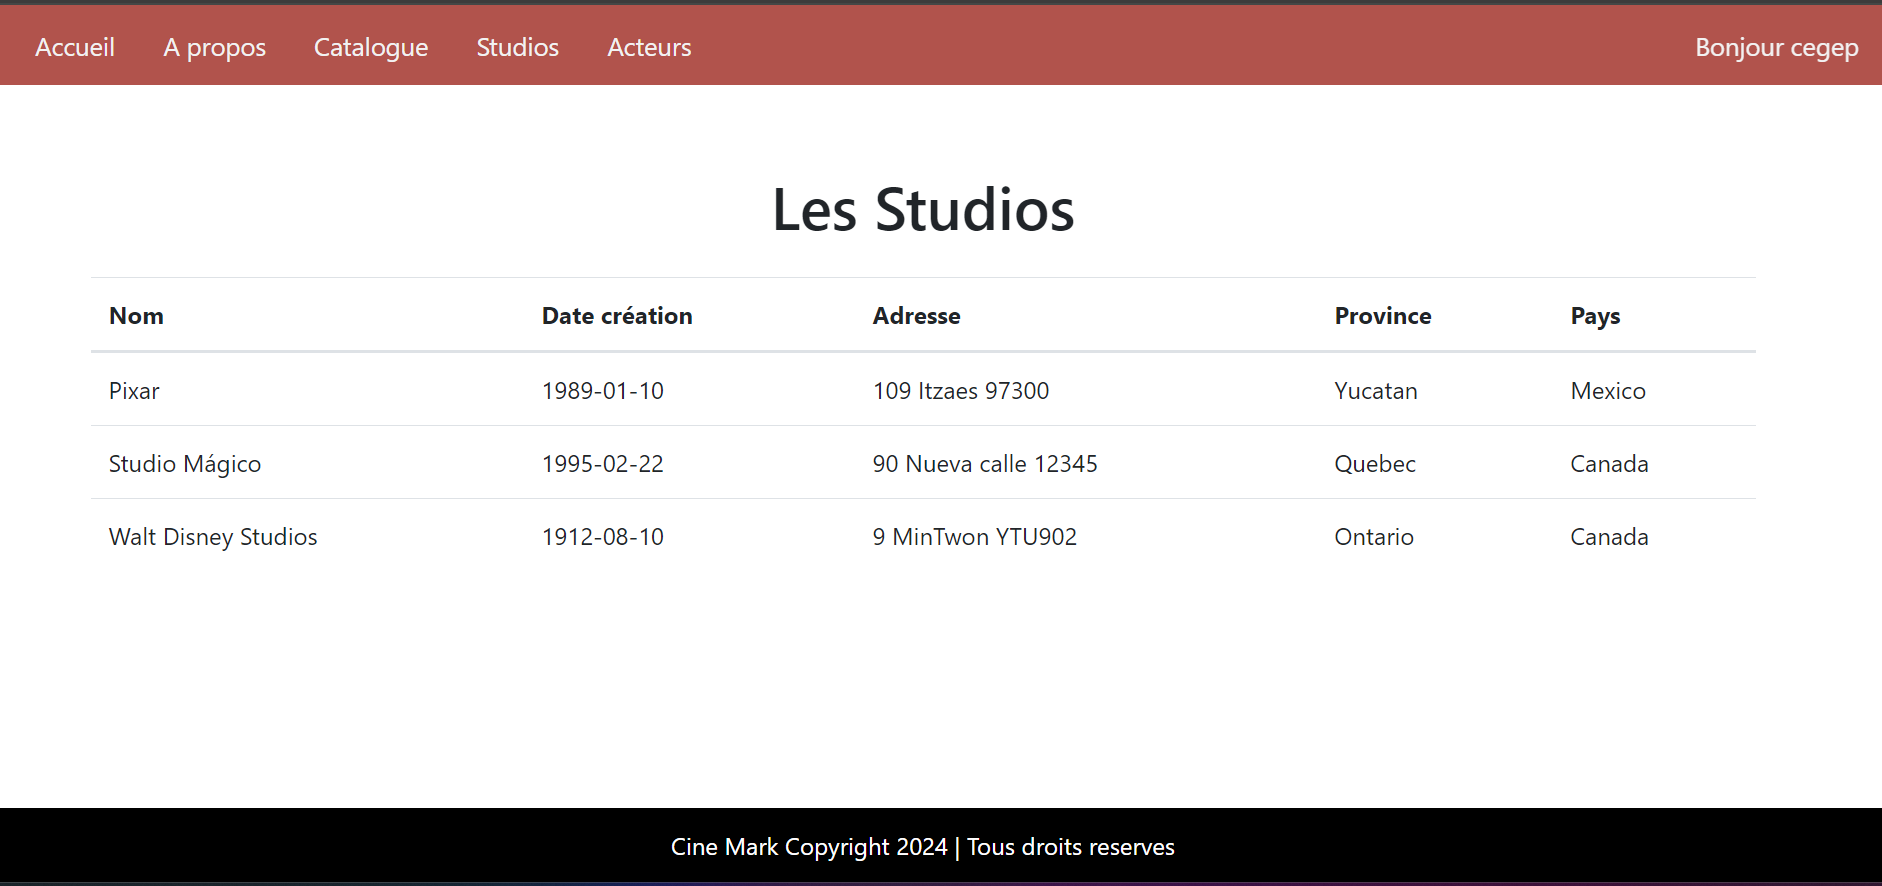 Accueil A propos Catalogue Studios Acteurs Bonjour cegep
Les Studios
Nom Date création Adresse Province Pays
Pixar 1989-01-10 109 Itzaes 97300 Yucatan Mexico
Studio Mágico 1995-02-22 90 Nueva calle 12345 Quebec Canada
Walt Disney Studios 1912-08-10 9 MinTwon YTU902 Ontario Canada
Cine Mark Copyright 2024 | Tous droits reserves